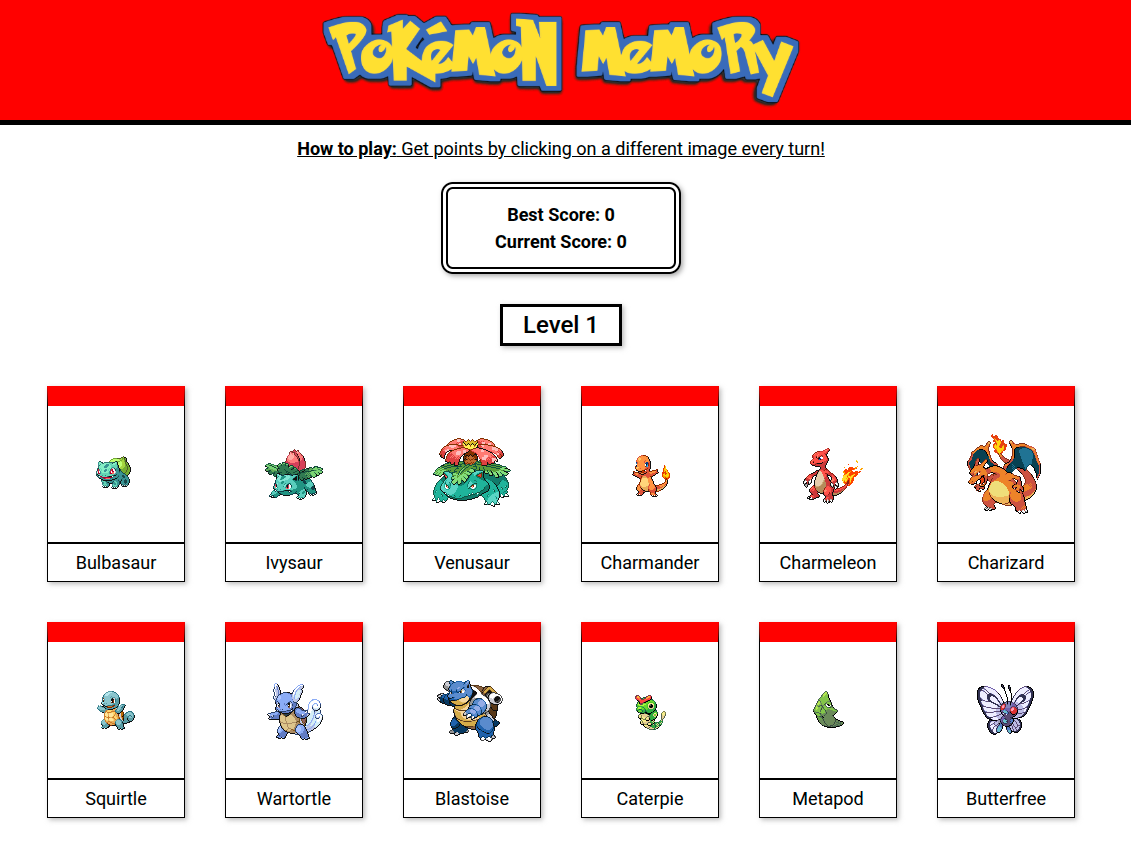 Pokémon Memory
How to play: Get points by clicking on a different image every turn!
Best Score: 0
Current Score: 0
Level 1
Bulbasaur Ivysaur Venusaur Charmander Charmeleon Charizard
Squirtle Wartortle Blastoise Caterpie Metapod Butterfree